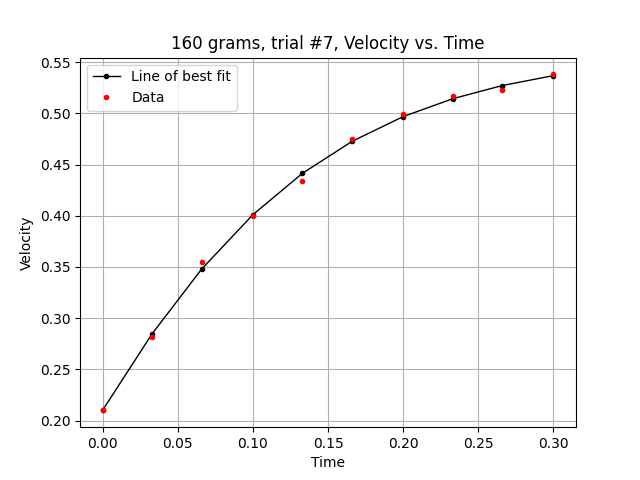 160 grams, trial #7, Velocity vs. Time
0.55
Line of best fit
Data
0.50
0.45
0.40
Velocity
0.35
0.30
0.25
0.20
0.00 0.05 0.10 0.15 0.20 0.25 0.30
Time